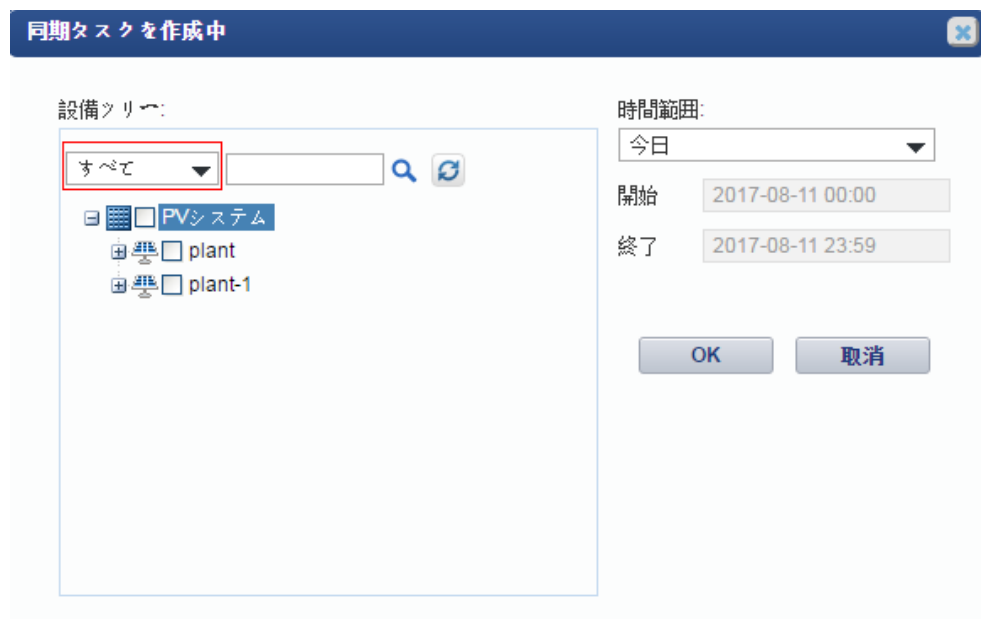 同期タスクを作成中
設備ツリー:
すべて
PVシステム
plant
plant-1
時間範囲:
今日
開始 2017-08-11 00:00
終了 2017-08-11 23:59
OK 取消